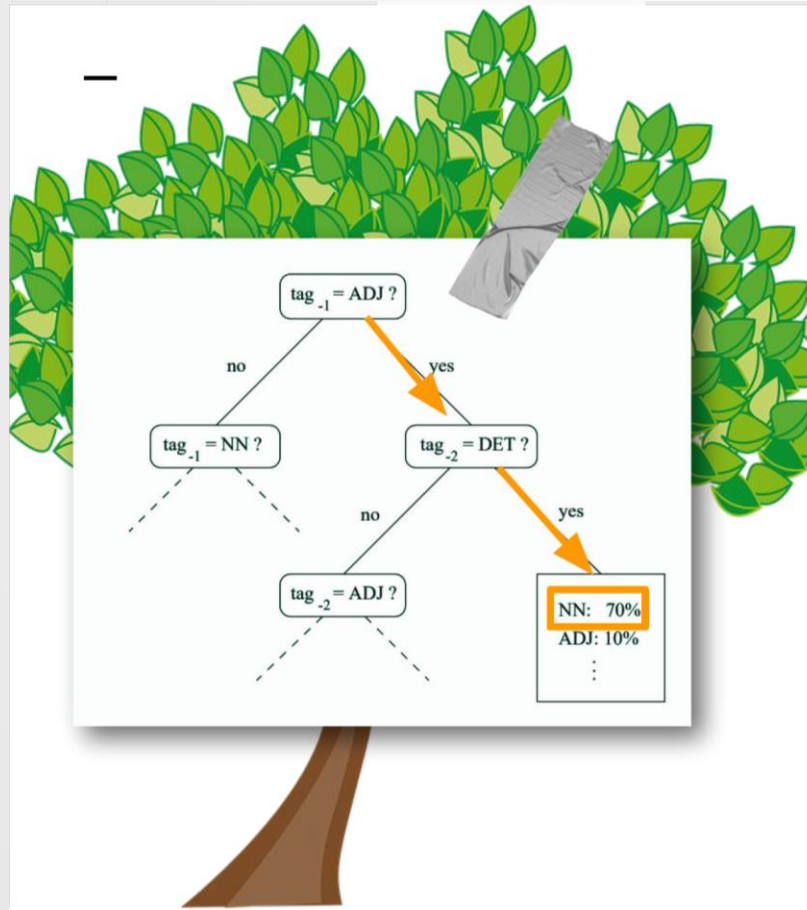 tag -1 = ADJ ?
no
yes
tag -1 = NN ?
tag -2 = DET ?
no
yes
tag -2 = ADJ ?
NN: 70%
ADJ: 10%
⋮